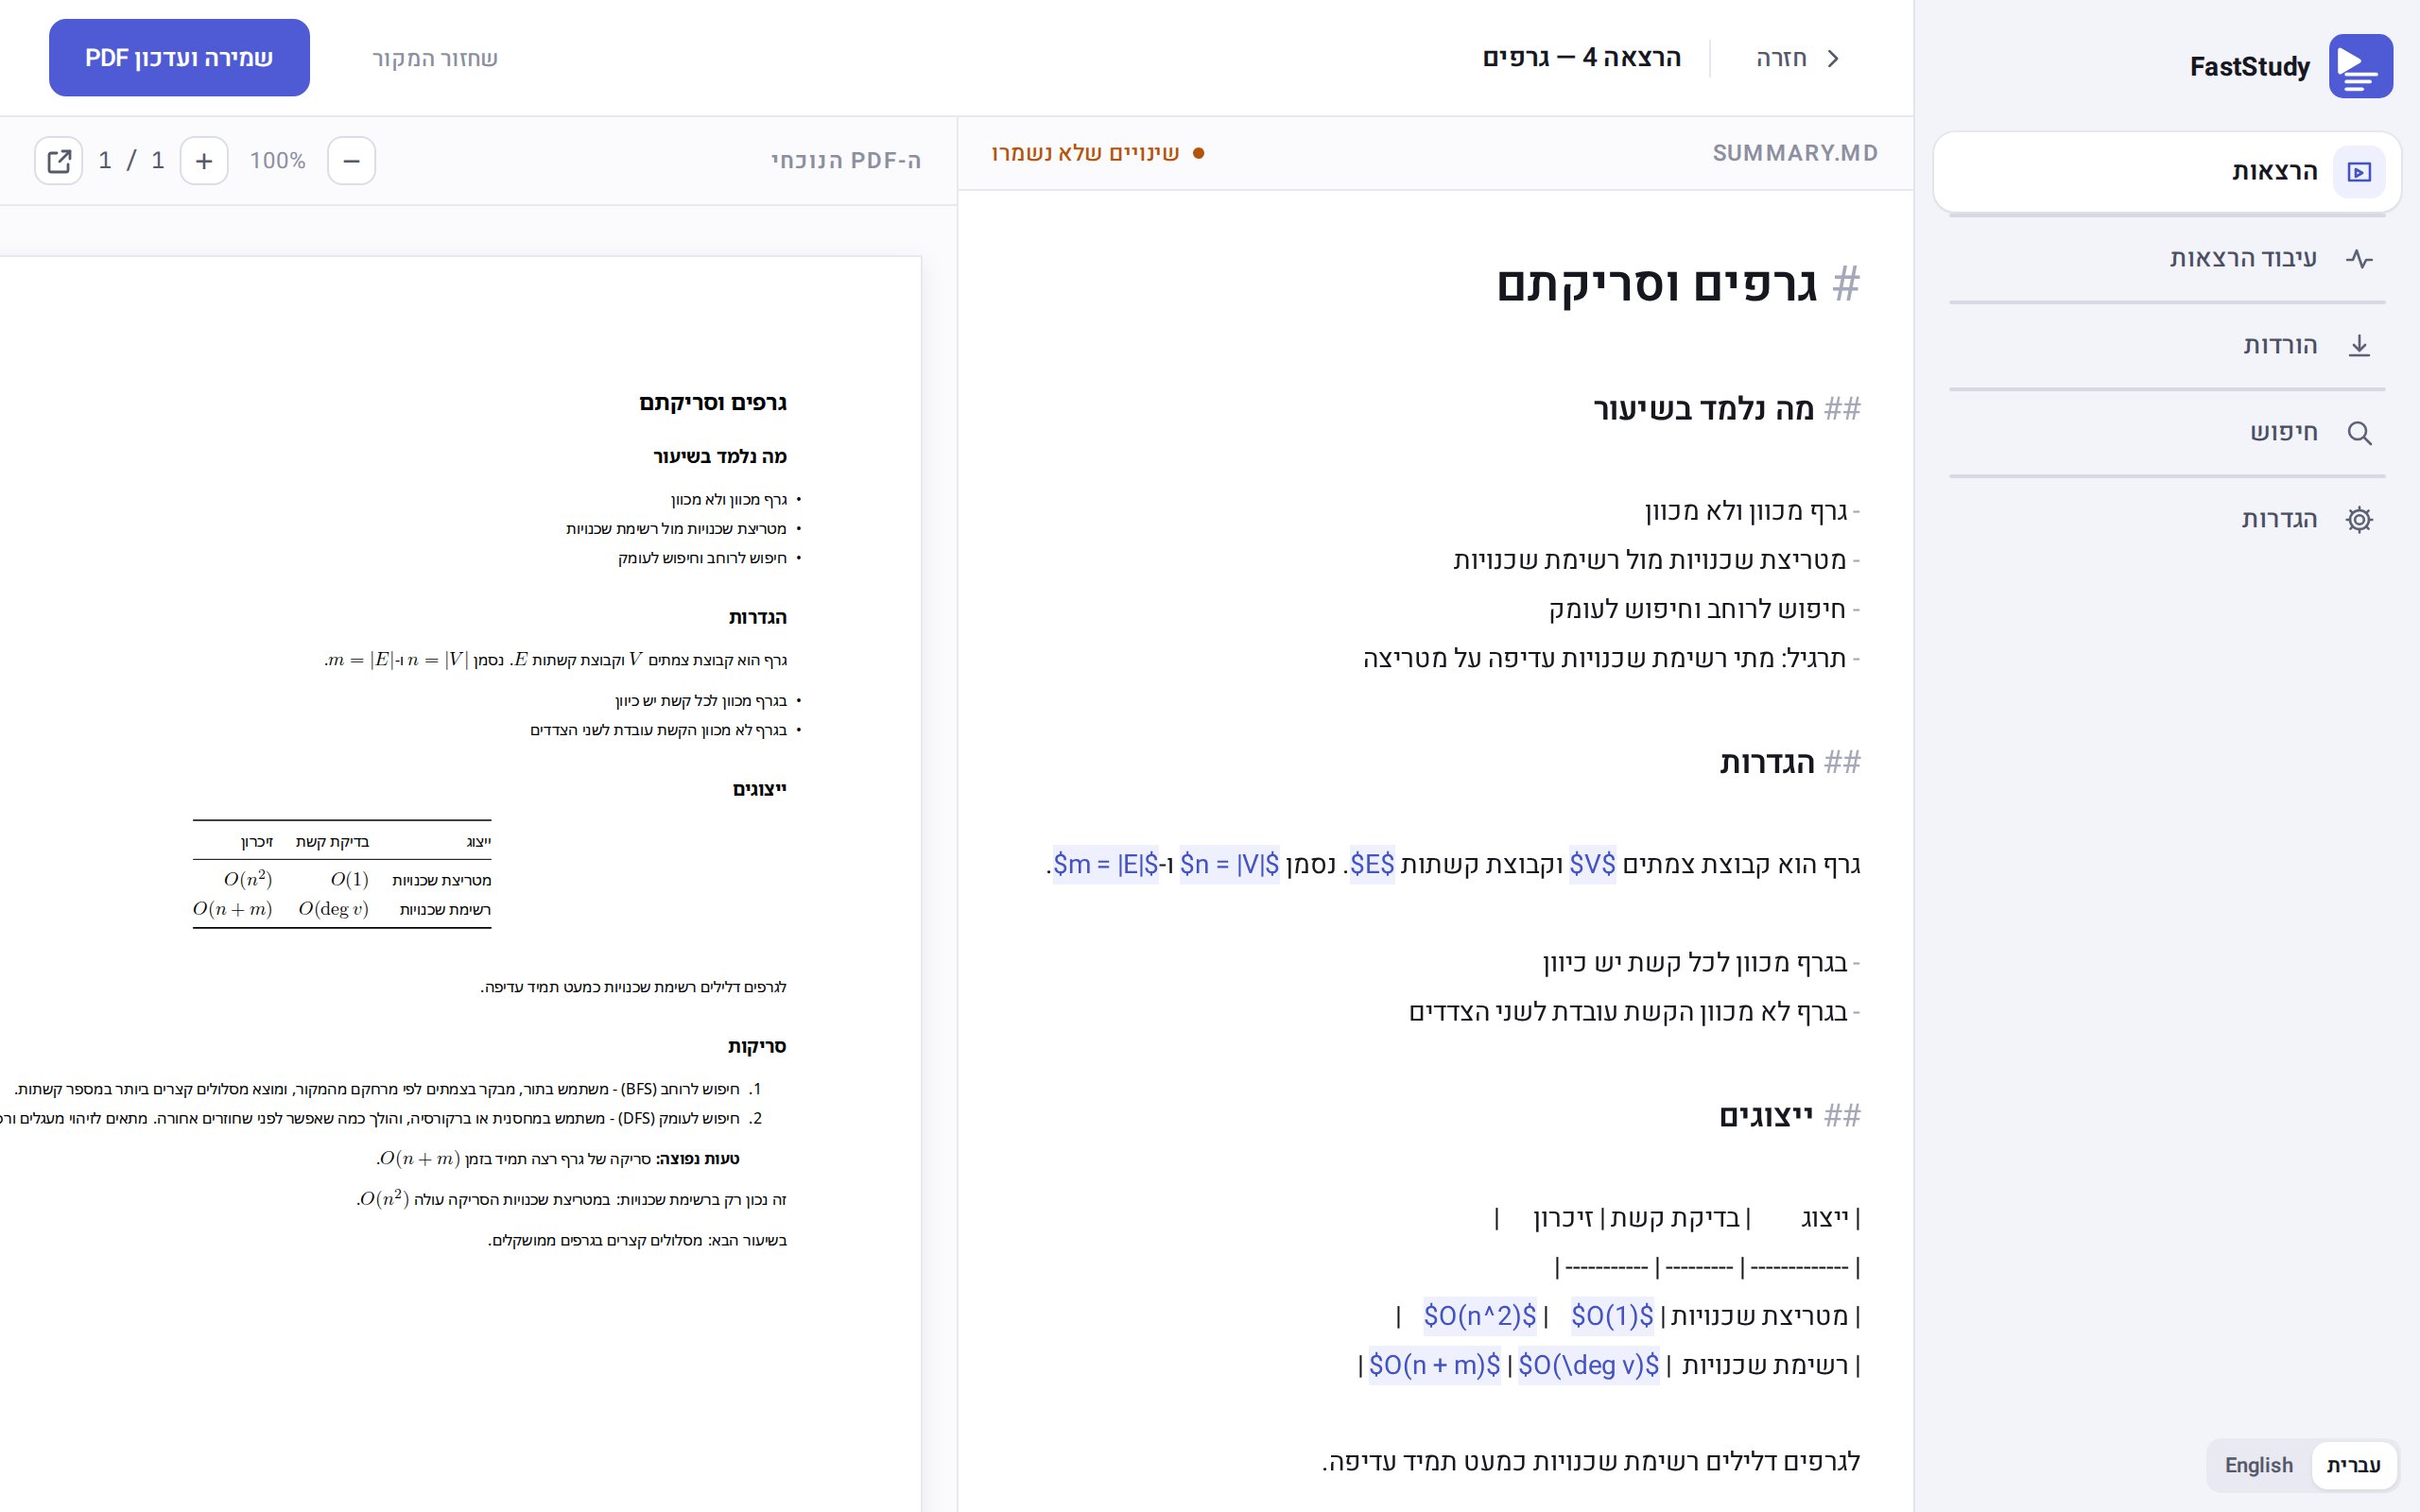 FastStudy
הרצאות
עיבוד הרצאות
הורדות
חיפוש
הגדרות
עברית
English
חזרה
הרצאה 4 – גרפים
שחזור המקור
שמירה ועדכון PDF
SUMMARY.MD
שינויים שלא נשמרו
# גרפים וסריקתם
## מה נלמד בשיעור
- גרף מכוון ולא מכוון
- מטריצת שכנויות מול רשימת שכנויות
- חיפוש לרוחב וחיפוש לעומק
- תרגיל: מתי רשימת שכנויות עדיפה על מטריצה
## הגדרות
גרף הוא קבוצת צמתים $V$ וקבוצת קשתות $E$. נסמן $n = |V|$ ו-$m = |E|$.
- בגרף מכוון לכל קשת יש כיוון
- בגרף לא מכוון הקשת עובדת לשני הצדדים
## ייצוגים
| ייצוג | בדיקת קשת | זיכרון |
|-------------|---------|-----------|
| מטריצת שכנויות | $O(1)$ | $O(n^2)$ |
| רשימת שכנויות | $O(\deg v)$ | $O(n + m)$ |
לגרפים דלילים רשימת שכנויות כמעט תמיד עדיפה.
ה-PDF הנוכחי
− 100% + 1 / 1
גרפים וסריקתם
מה נלמד בשיעור
• גרף מכוון ולא מכוון
• מטריצת שכנויות מול רשימת שכנויות
• חיפוש לרוחב וחיפוש לעומק
הגדרות
גרף הוא קבוצת צמתים V וקבוצת קשתות E. נסמן n = |V| ו-m = |E|.
• בגרף מכוון לכל קשת יש כיוון
• בגרף לא מכוון הקשת עובדת לשני הצדדים
ייצוגים
ייצוג בדיקת קשת זיכרון
מטריצת שכנויות O(1) O(n²)
רשימת שכנויות O(deg v) O(n + m)
לגרפים דלילים רשימת שכנויות כמעט תמיד עדיפה.
סריקות
1. חיפוש לרוחב (BFS) - משתמש בתור, מבקר בצמתים לפי מרחקם מהמקור, ומוצא מסלולים קצרים ביותר במספר קשתות.
2. חיפוש לעומק (DFS) - משתמש במחסנית או ברקורסיה, והולך כמה שאפשר לפני שחוזרים אחורה. מתאים לזיהוי מעגלים
טעות נפוצה: סריקה של גרף רצה תמיד בזמן O(n + m).
זה נכון רק ברשימת שכנויות: במטריצת שכנויות הסריקה עולה O(n²).
בשיעור הבא: מסלולים קצרים בגרפים ממושקלים.